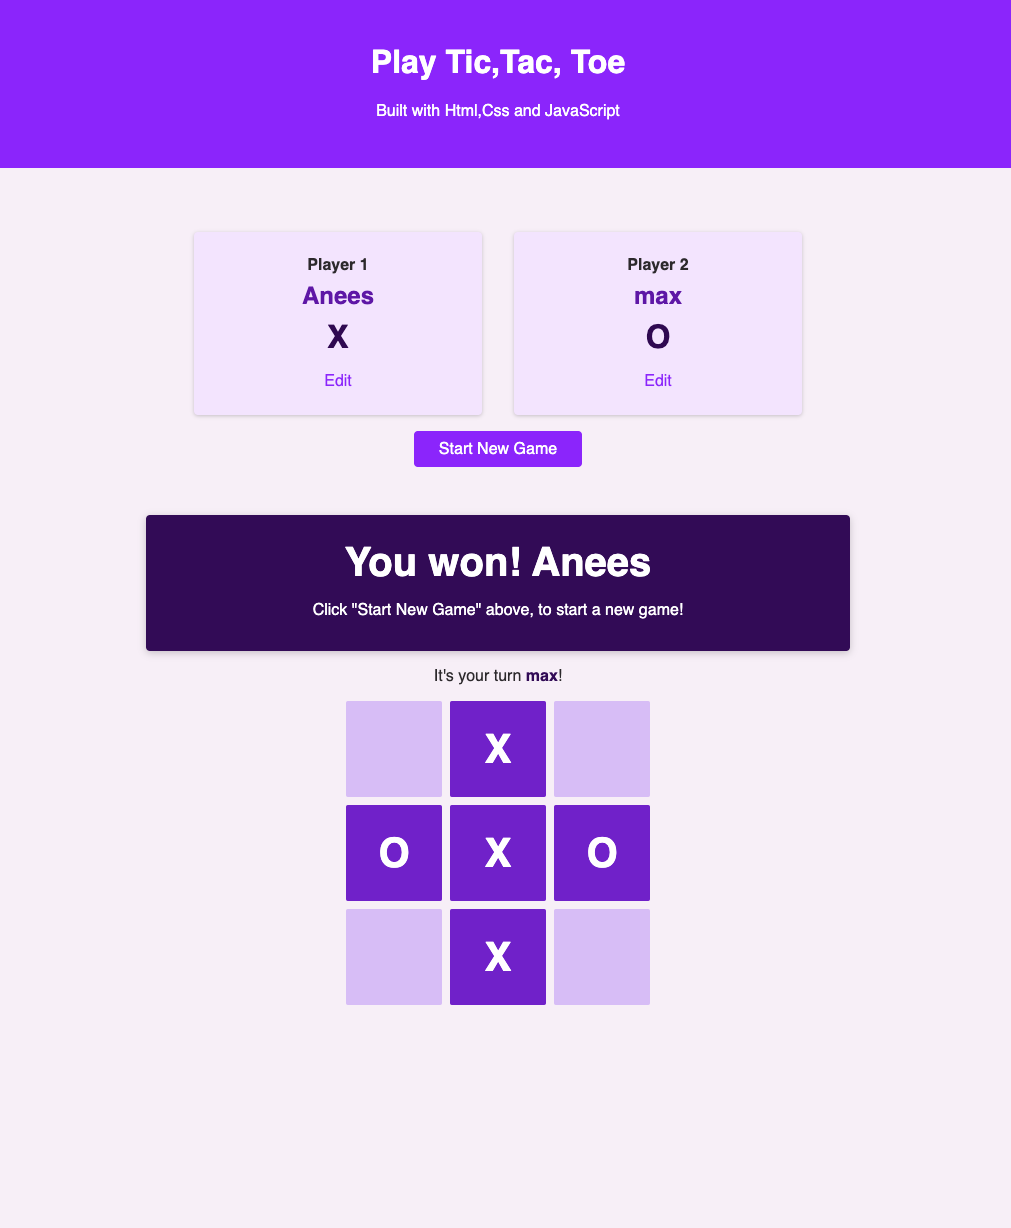 Play Tic,Tac, Toe
Built with Html,Css and JavaScript
Player 1
Anees
X
Edit
Player 2
max
O
Edit
Start New Game
You won! Anees
Click "Start New Game" above, to start a new game!
It's your turn max!
X
O X O
X